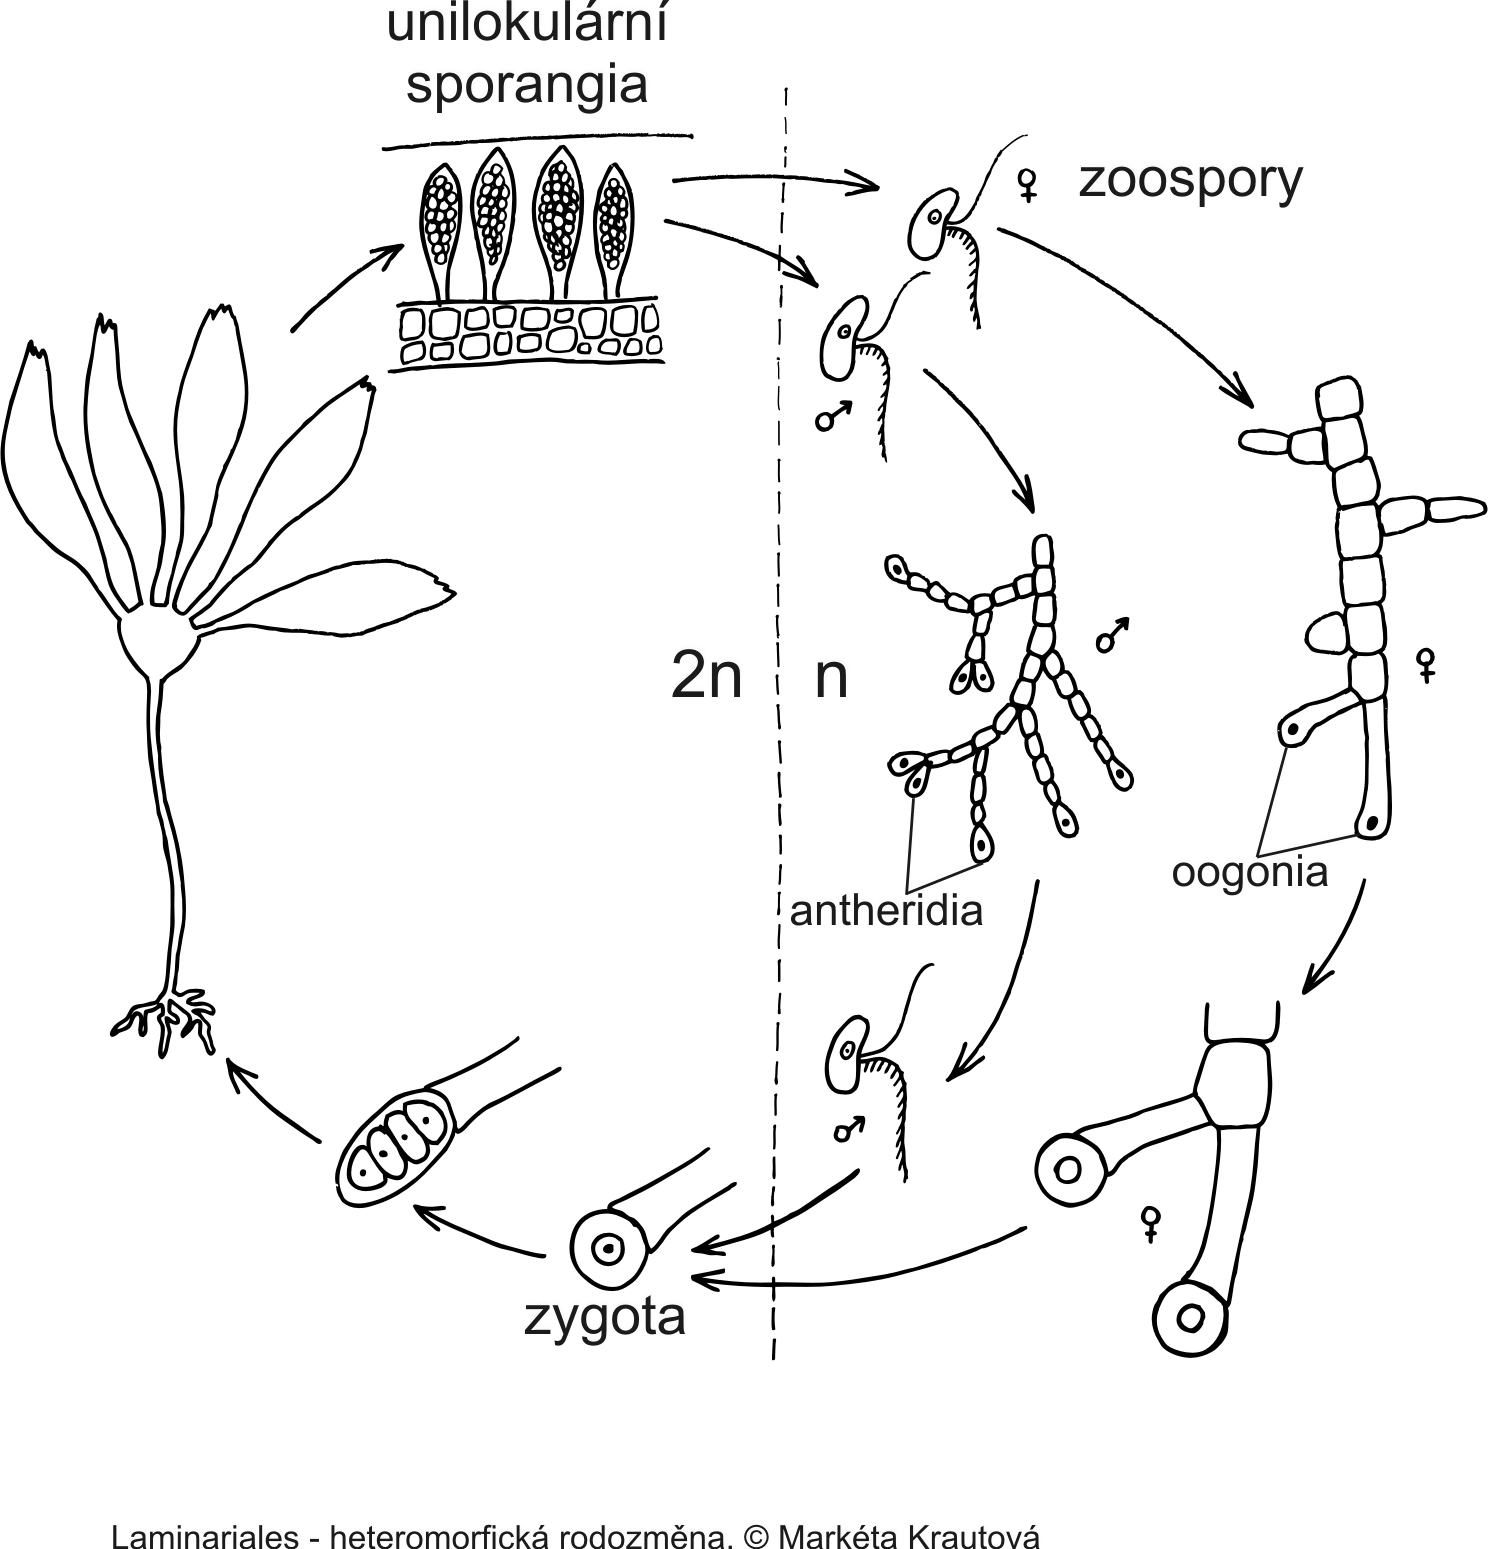 unilokulární
sporangia
♀ zoospory
♂
2n n
♂
♀
oogonia
antheridia
♂
♀
zygota
Laminariales - heteromorfická rodozměna. © Markéta Krautová